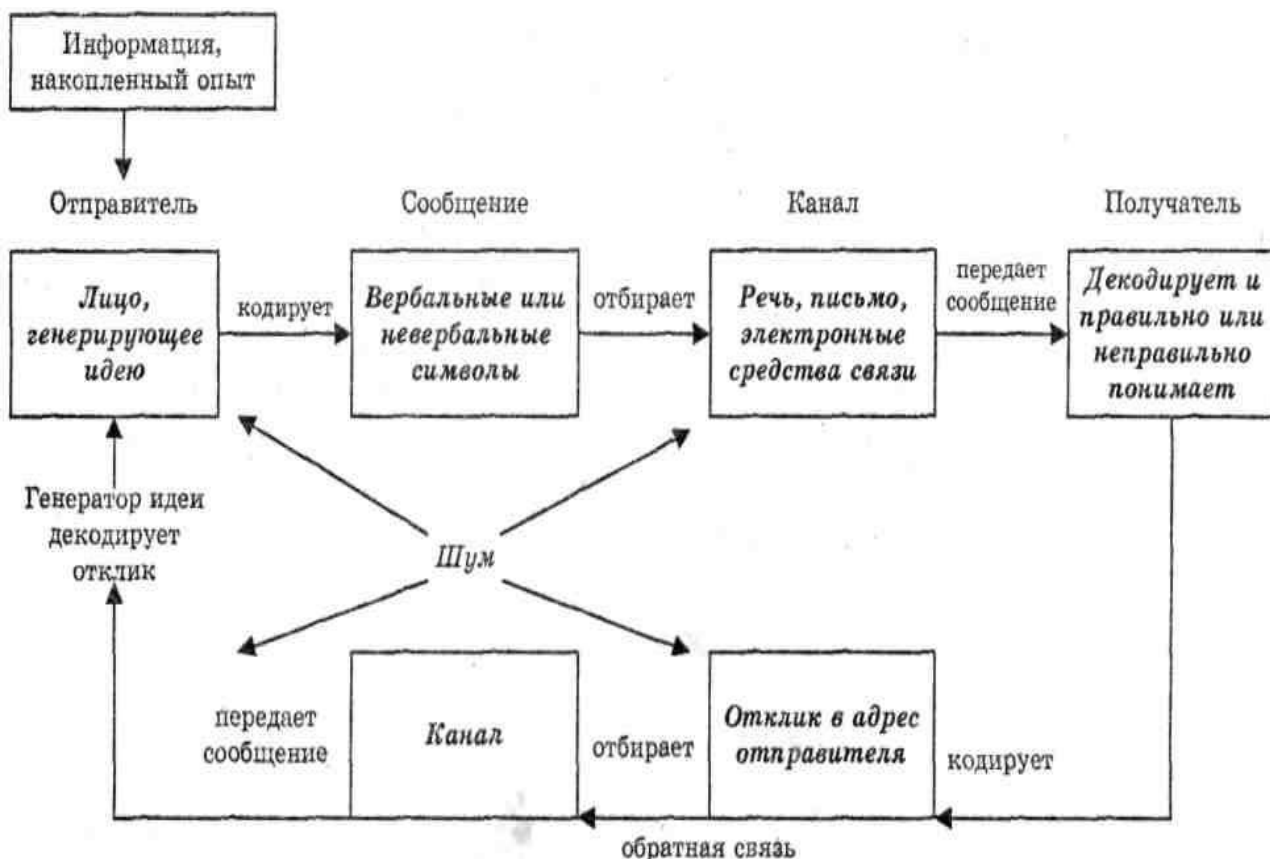 Информация,
накопленный опыт
Отправитель
Сообщение
Канал
Получатель
Лицо,
генерирующее
идею
кодирует
Вербальные или
невербальные
символы
отбирает
Речь, письмо,
электронные
средства связи
передает
сообщение
Декодирует и
правильно или
неправильно
понимает
Генератор идеи
декодирует
отклик
Шум
передает
сообщение
Канал
отбирает
Отклик в адрес
отправителя
кодирует
обратная связь